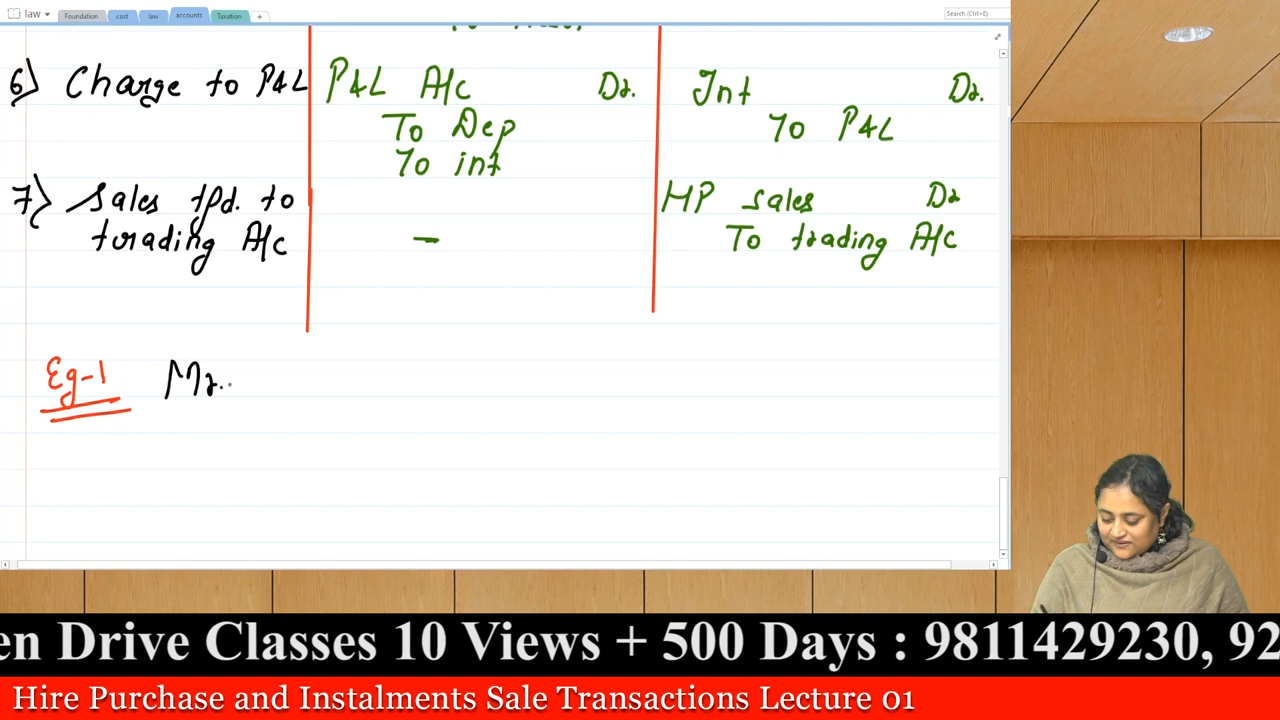 law
Foundation
cost
law
accounts
Taxation
+
Search (Ctrl+E)
6) Charge to P&L
P&L A/c Dr.
To Dep
To int
Int Dr.
To P&L
7) Sales tfd. to
trading A/c
-
HP sales Dr
To trading A/c
Eg-1
Mr.
en Drive Classes 10 Views + 500 Days : 9811429230, 92
Hire Purchase and Instalments Sale Transactions Lecture 01